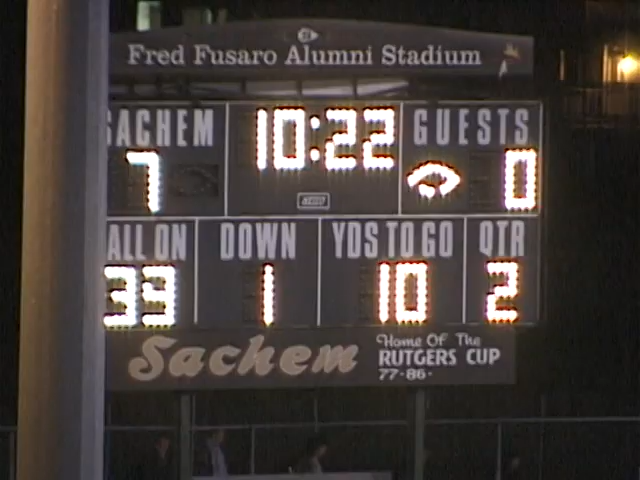 Fred Fusaro Alumni Stadium
SACHEM 10:22 GUESTS
7 0
ALL ON DOWN YDS TO GO QTR
33 1 10 2
Sachem
Home Of The
RUTGERS CUP
77·86·